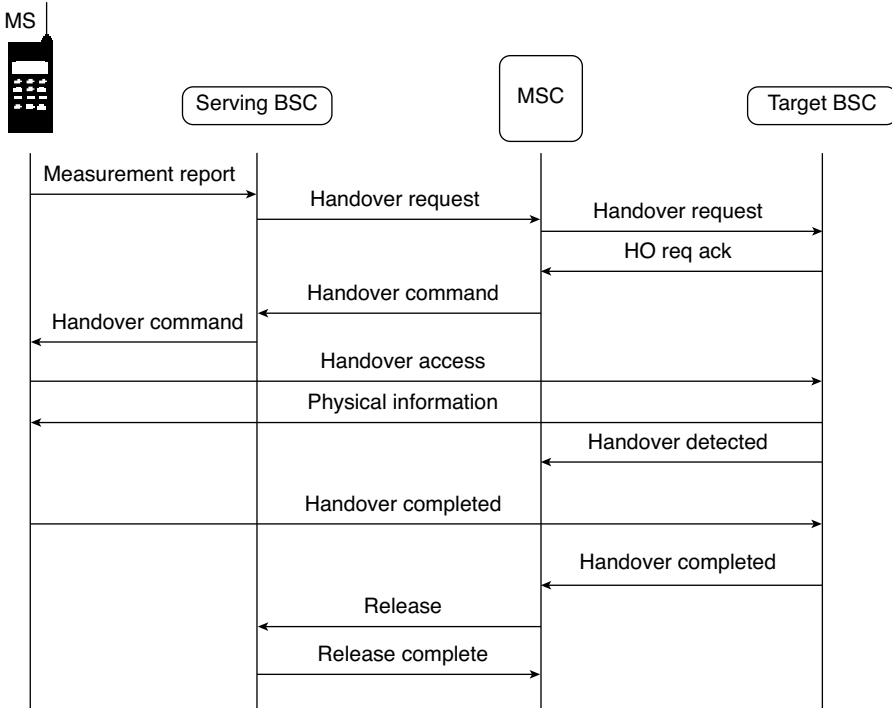 MS
Serving BSC
MSC
Target BSC
Measurement report
Handover request
Handover request
HO req ack
Handover command
Handover command
Handover access
Physical information
Handover detected
Handover completed
Handover completed
Release
Release complete